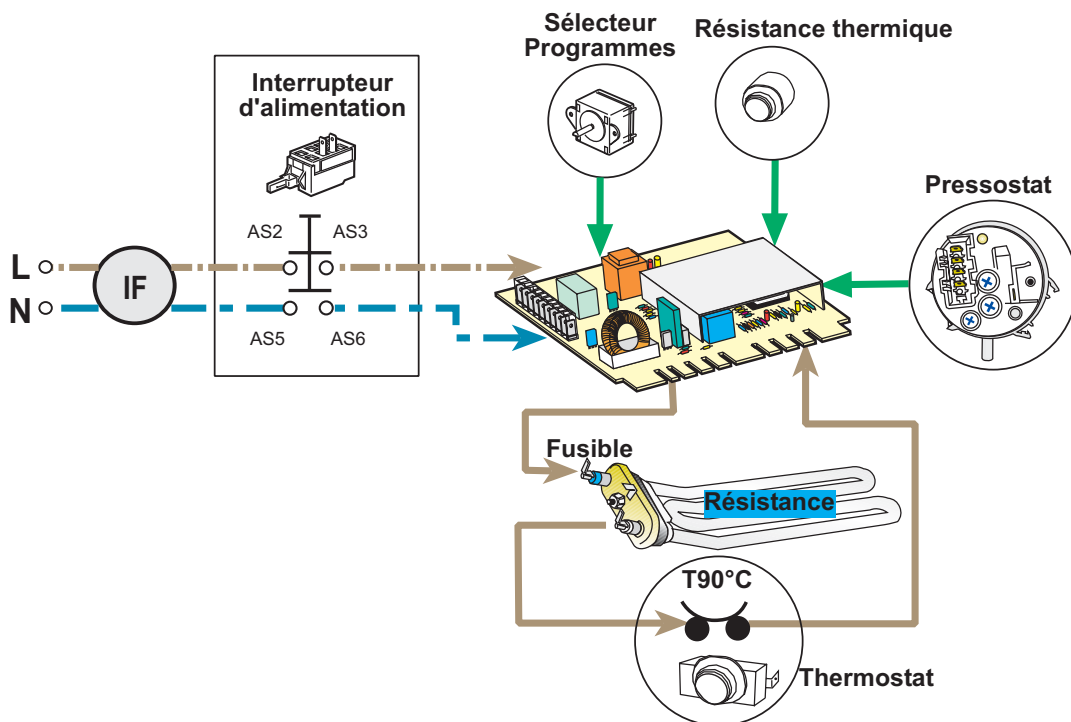 Sélecteur
Programmes
Résistance thermique
Interrupteur
d'alimentation
Pressostat
AS2
AS3
L
IF
N
AS5
AS6
Fusible
Résistance
T90°C
Thermostat